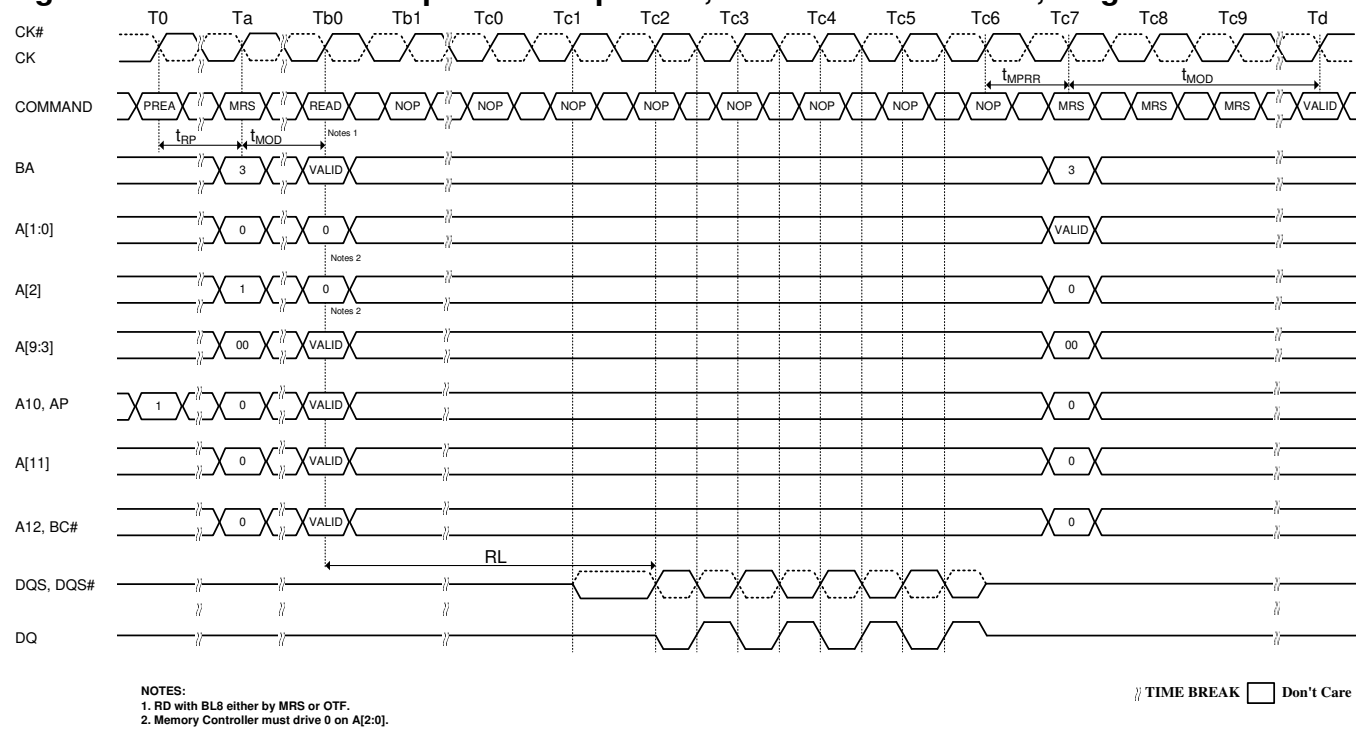 T0 Ta Tb0 Tb1 Tc0 Tc1 Tc2 Tc3 Tc4 Tc5 Tc6 Tc7 Tc8 Tc9 Td
CK#
CK
tMPRR tMOD
COMMAND PREA MRS READ NOP NOP NOP NOP NOP NOP NOP NOP MRS MRS MRS VALID
tRP tMOD Notes 1
BA 3 VALID 3
A[1:0] 0 0 VALID
Notes 2
A[2] 1 0 0
Notes 2
A[9:3] 00 VALID 00
A10, AP 1 0 VALID 0
A[11] 0 VALID 0
A12, BC# 0 VALID 0
RL
DQS, DQS#
DQ
NOTES:
1. RD with BL8 either by MRS or OTF.
2. Memory Controller must drive 0 on A[2:0].
TIME BREAK Don't Care